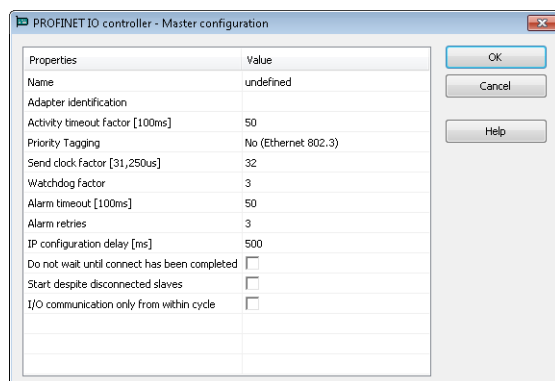 PROFINET IO controller - Master configuration
Properties Value
Name undefined
Adapter identification
Activity timeout factor [100ms] 50
Priority Tagging No (Ethernet 802.3)
Send clock factor [31,250us] 32
Watchdog factor 3
Alarm timeout [100ms] 50
Alarm retries 3
IP configuration delay [ms] 500
Do not wait until connect has been completed
Start despite disconnected slaves
I/O communication only from within cycle
OK
Cancel
Help